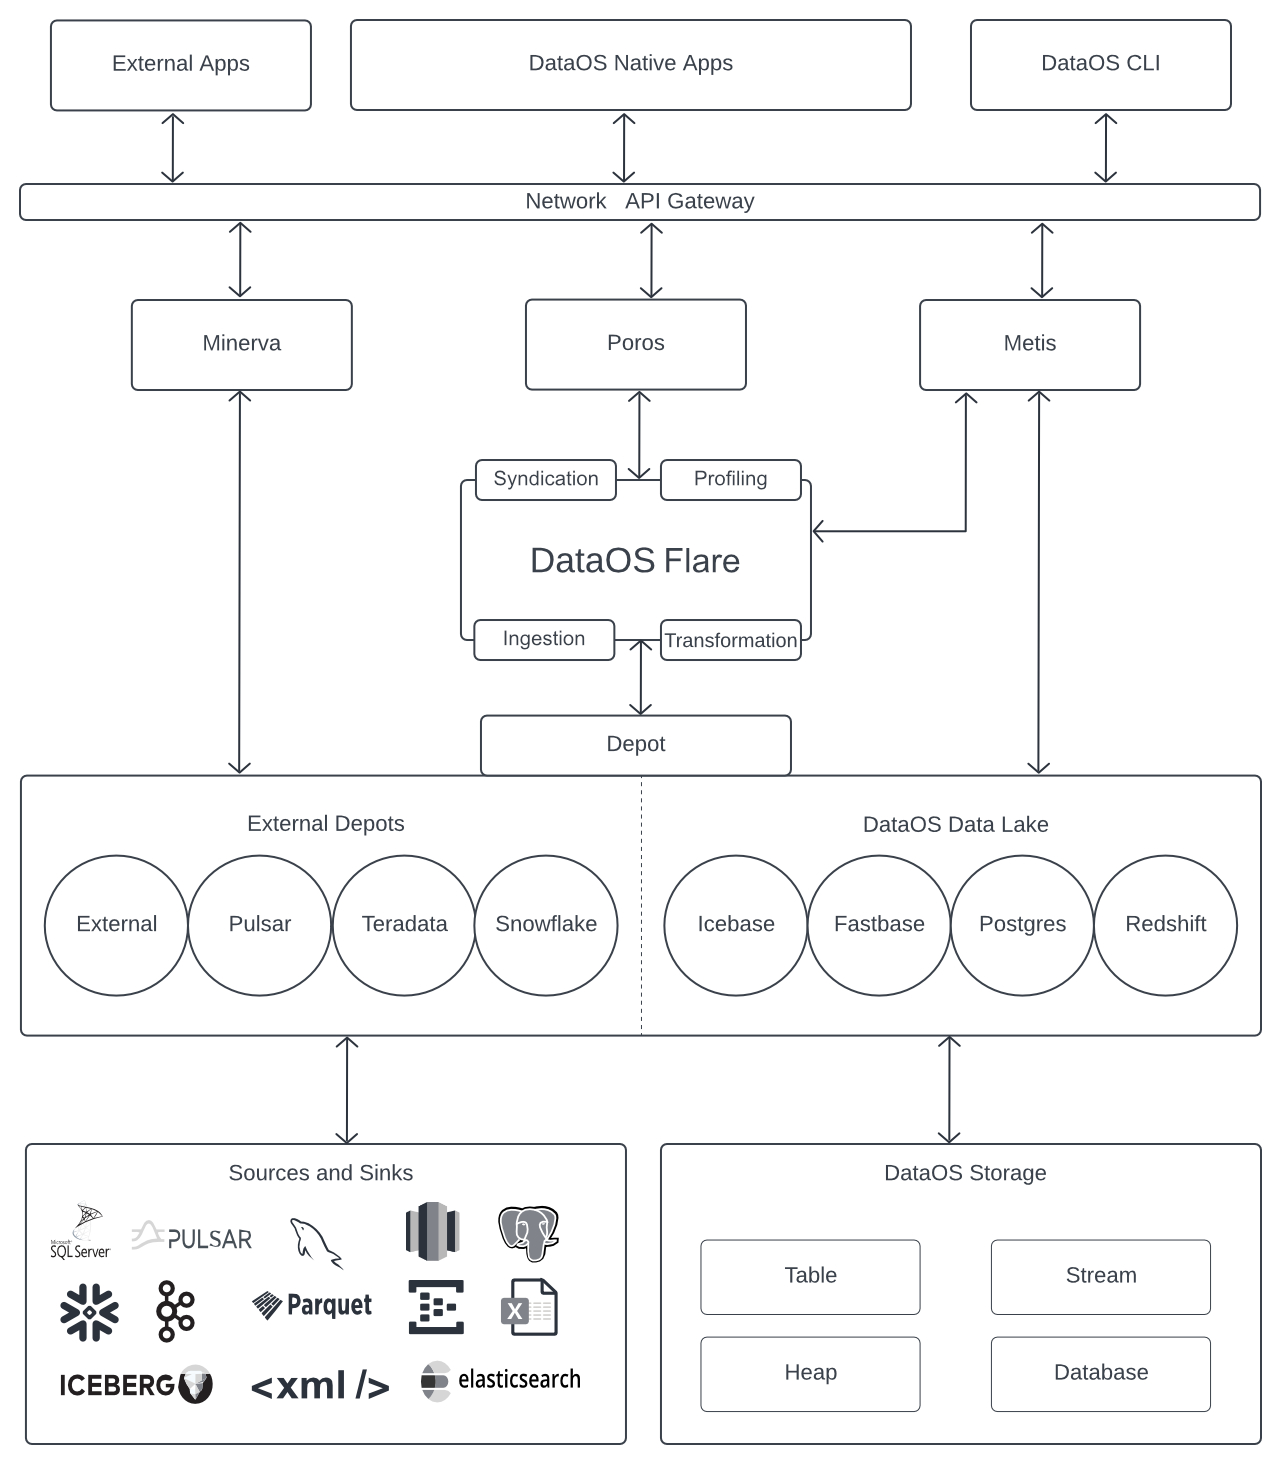 External Apps
DataOS Native Apps
DataOS CLI
Network API Gateway
Minerva
Poros
Metis
Syndication
Profiling
DataOS Flare
Ingestion
Transformation
Depot
External Depots
DataOS Data Lake
External
Pulsar
Teradata
Snowflake
Icebase
Fastbase
Postgres
Redshift
Sources and Sinks
DataOS Storage
Microsoft
SQL Server
PULSAR
Parquet
X
ICEBERG
<xml />
elasticsearch
Table
Stream
Heap
Database